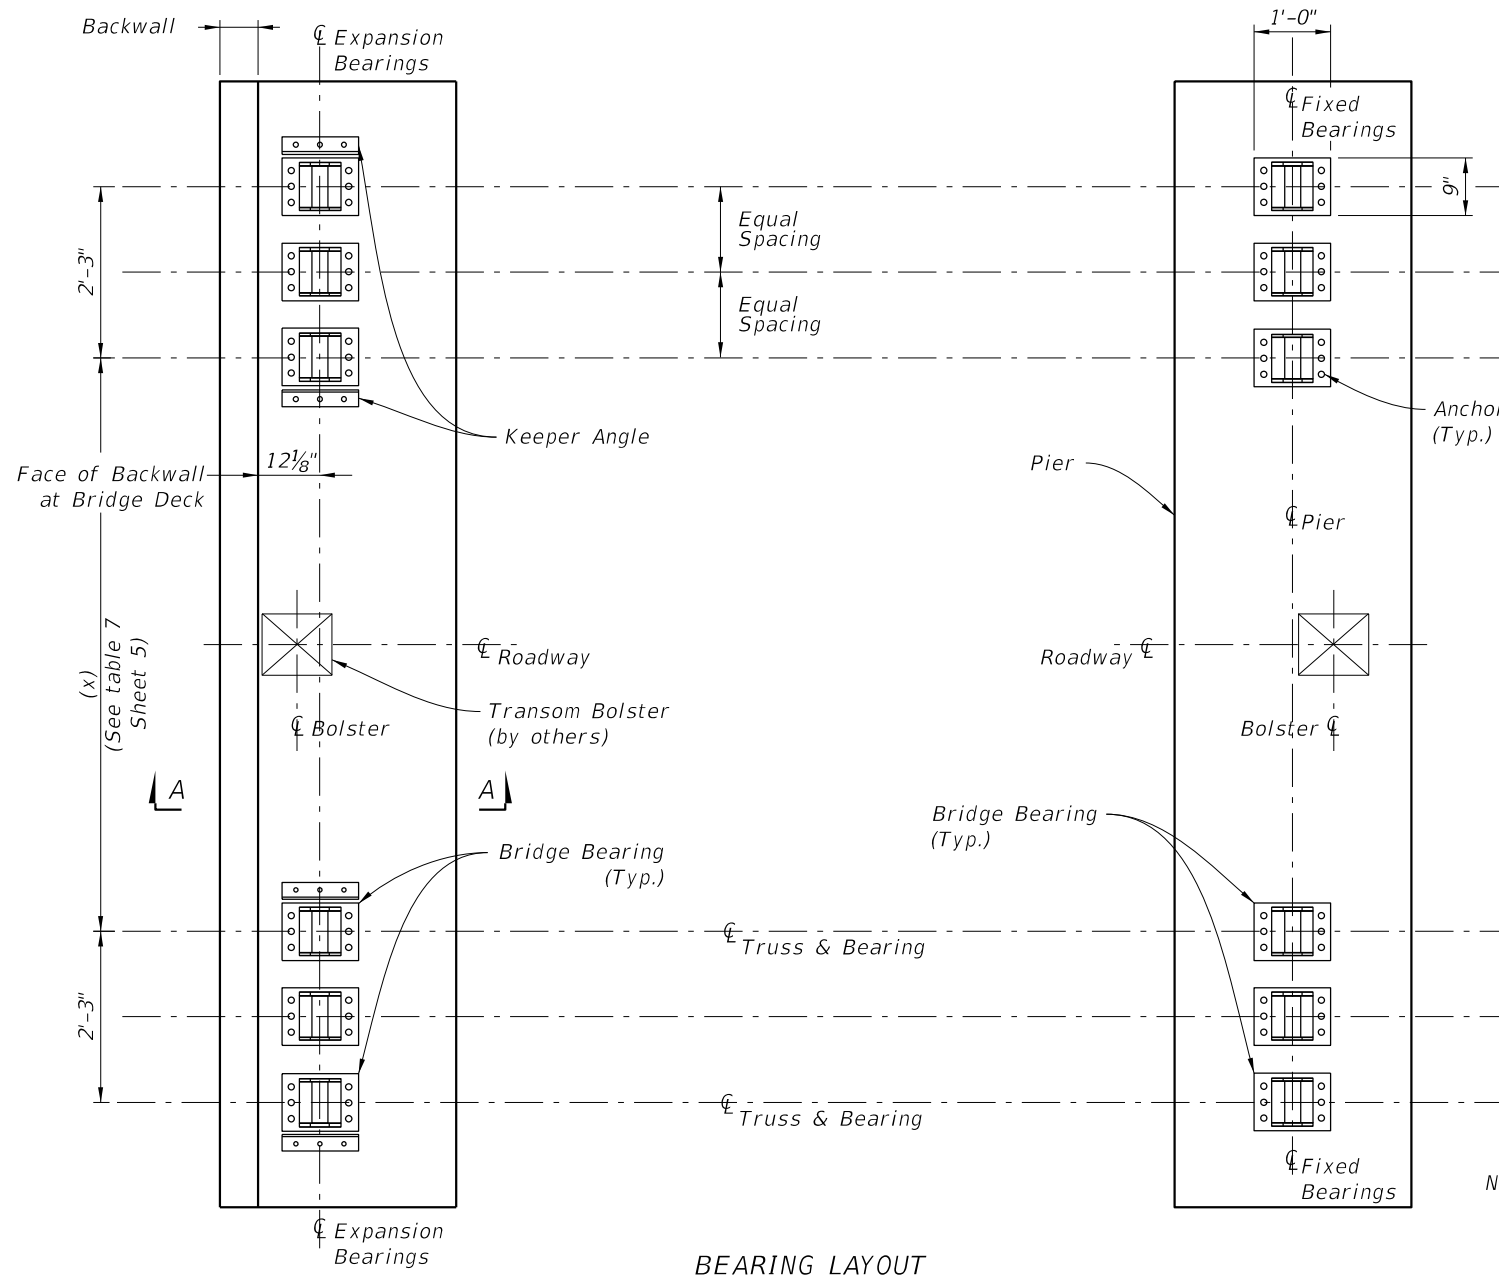 Backwall
℄ Expansion
Bearings
1'-0"
℄ Fixed
Bearings
9"
Equal
Spacing
2'-3"
Equal
Spacing
Keeper Angle
Anchor
(Typ.)
Face of Backwall
at Bridge Deck
12⅛"
Pier
℄ Pier
(x)
(See table 7
Sheet 5)
℄ Roadway
Roadway ℄
Transom Bolster
(by others)
℄ Bolster
Bolster ℄
A
A
Bridge Bearing
(Typ.)
Bridge Bearing
(Typ.)
℄ Truss & Bearing
2'-3"
℄ Truss & Bearing
℄ Fixed
Bearings
N
℄ Expansion
Bearings
BEARING LAYOUT